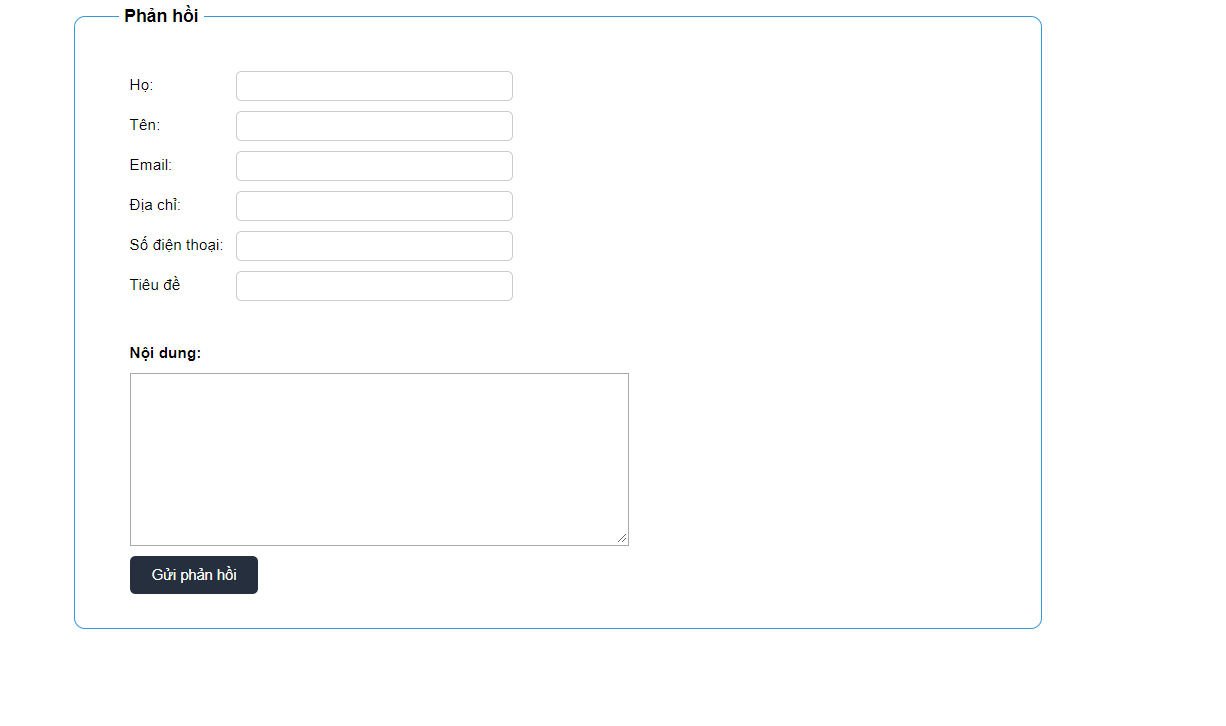 Phản hồi
Họ:
Tên:
Email:
Địa chỉ:
Số điện thoại:
Tiêu đề
Nội dung:
Gửi phản hồi